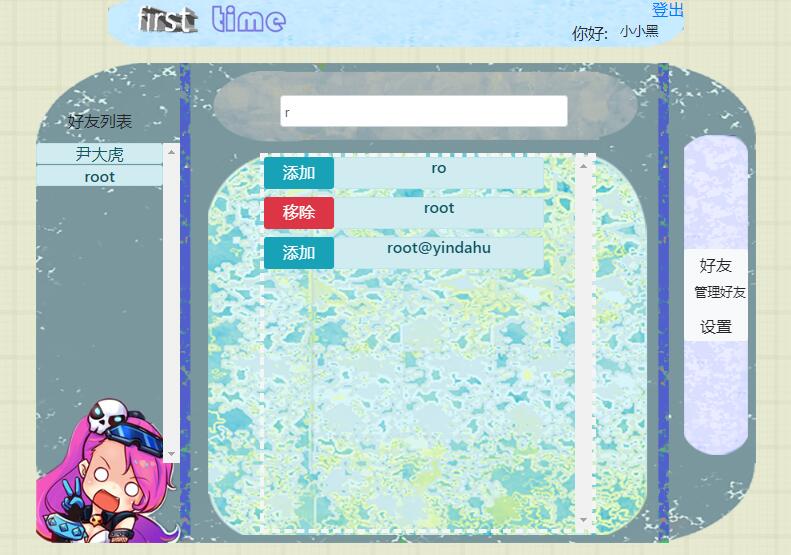 first time
登出
你好: 小小黑
好友列表
尹大虎
root
r
添加 ro
移除 root
添加 root@yindahu
好友
管理好友
设置